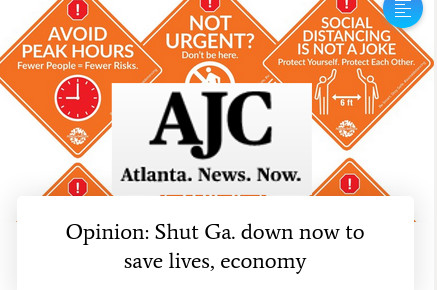 AVOID
PEAK HOURS
Fewer People = Fewer Risks.
NOT
URGENT?
Don't be here.
SOCIAL
DISTANCING
IS NOT A JOKE
Protect Yourself. Protect Each Other.
6 ft
!
!
!
AJC
Atlanta. News. Now.
Opinion: Shut Ga. down now to
save lives, economy